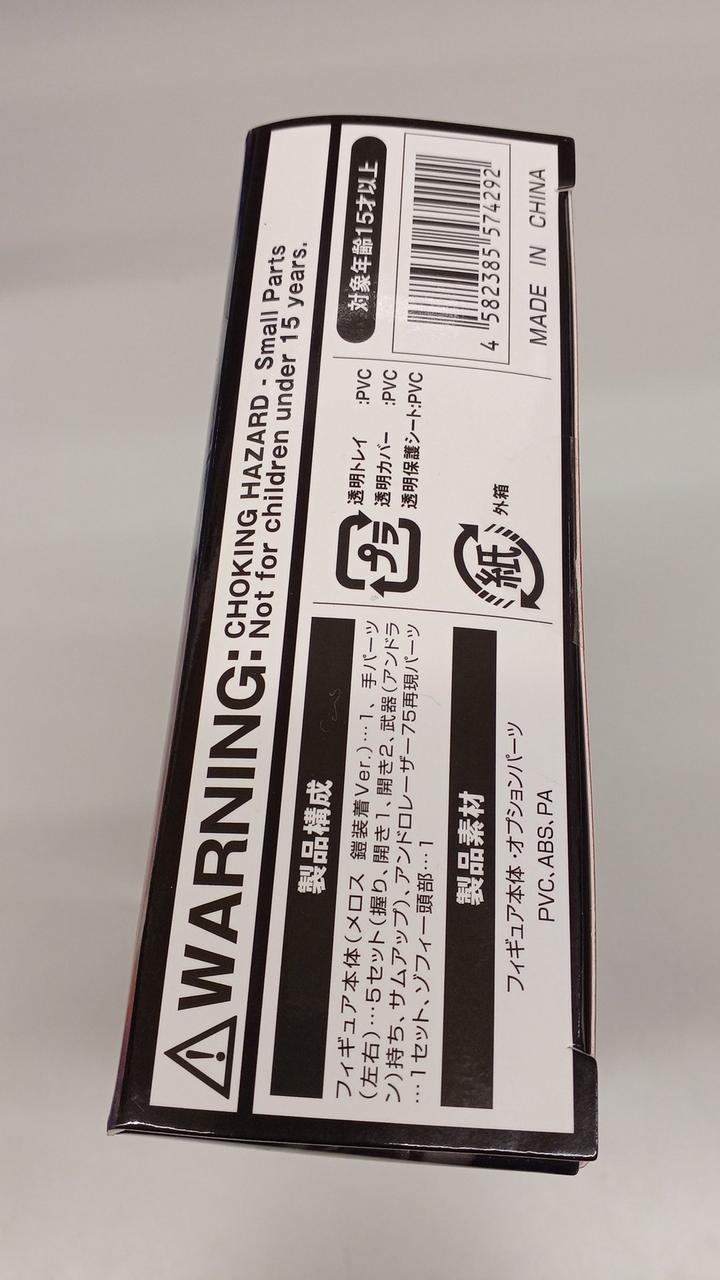 WARNING: CHOKING HAZARD - Small Parts
Not for children under 15 years.
製品構成
フィギュア本体(メロス 鎧装着Ver.)…1、手パーツ
(左右)…5セット(握り、開き1、開き2、武器(アンドラ
ン)持ち、サムアップ)、アンドロレーザー75再現パーツ
…1セット、ゾフィー頭部…1
製品素材
フィギュア本体・オプションパーツ
PVC、ABS、PA
プラ
透明トレイ :PVC
透明カバー :PVC
透明保護シート:PVC
紙
外箱
対象年齢15才以上
4 582385 574292
MADE IN CHINA